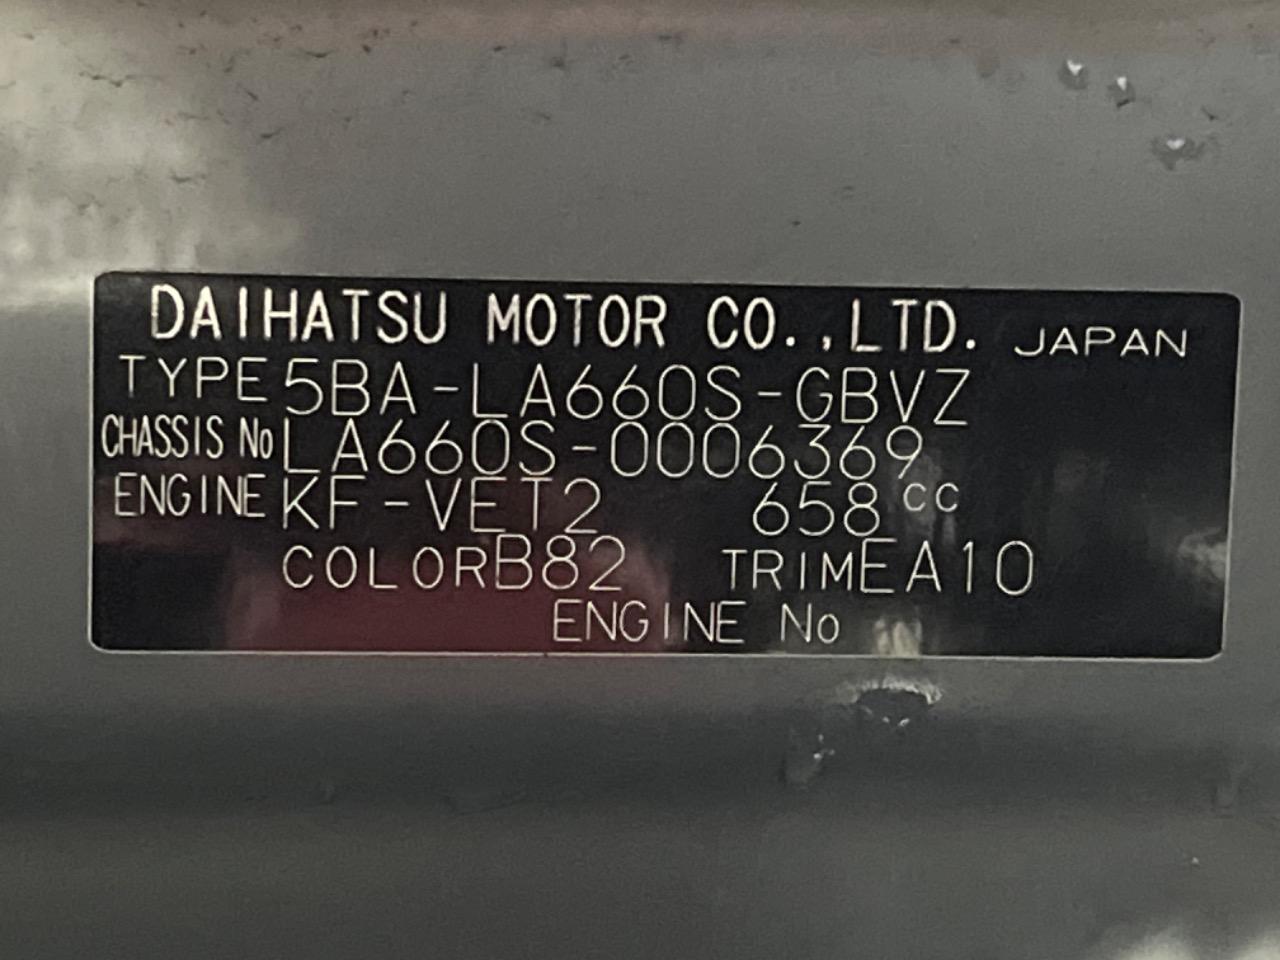 DAIHATSU MOTOR CO.,LTD. JAPAN
TYPE 5BA-LA660S-GBVZ
CHASSIS No LA660S-0006369
ENGINE KF-VET2 658cc
COLOR B82 TRIM EA10
ENGINE No